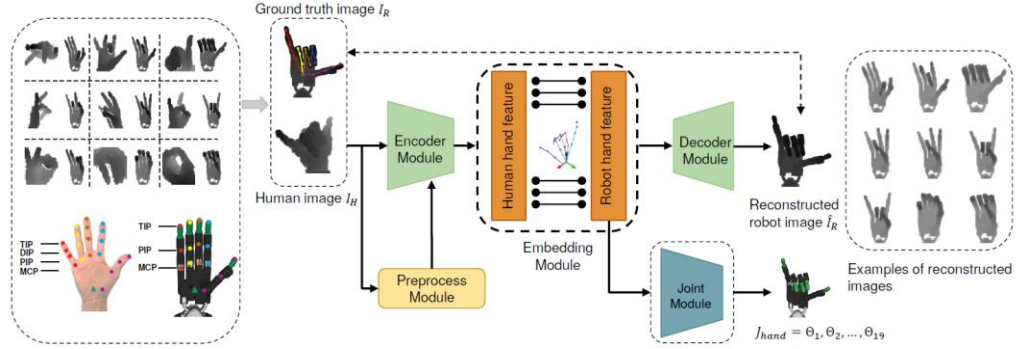 Ground truth image I_R
Human image I_H
TIP
DIP
PIP
MCP
TIP
PIP
MCP
Encoder
Module
Preprocess
Module
Human hand feature
Robot hand feature
Embedding
Module
Decoder
Module
Reconstructed
robot image Î_R
Joint
Module
J_hand = Θ_1, Θ_2, ..., Θ_19
Examples of reconstructed
images